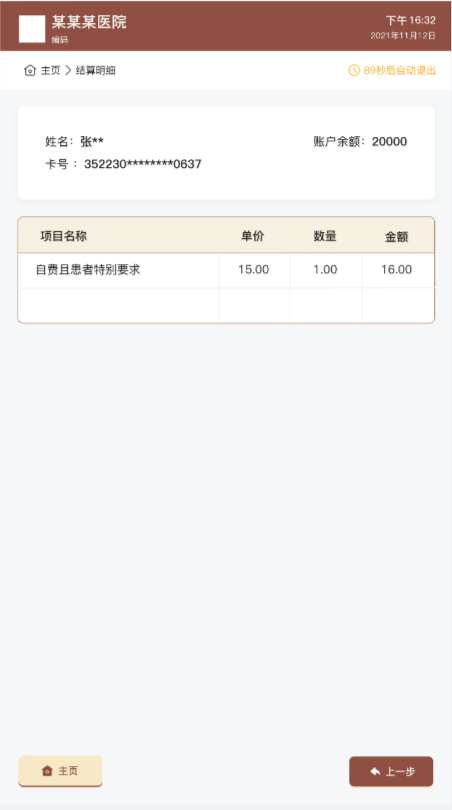 某某某医院
编码
下午 16:32
2021年11月12日
主页 > 结算明细
89秒后自动退出
姓名：张**
账户余额：20000
卡号 ：352230********0637
项目名称 单价 数量 金额
自费且患者特别要求 15.00 1.00 16.00
主页
上一步